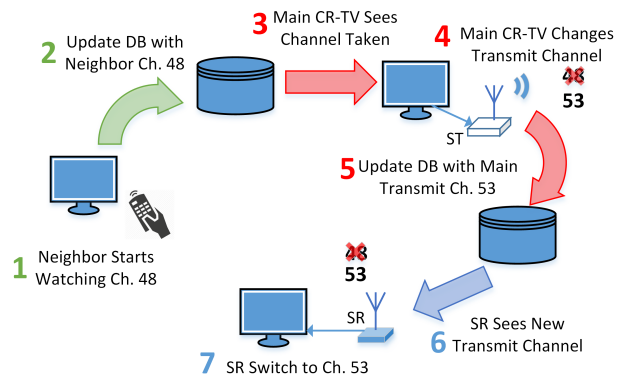 1
Neighbor Starts
Watching Ch. 48
2
Update DB with
Neighbor Ch. 48
3
Main CR-TV Sees
Channel Taken
4
Main CR-TV Changes
Transmit Channel
48
53
ST
5
Update DB with Main
Transmit Ch. 53
6
SR Sees New
Transmit Channel
48
53
SR
7
SR Switch to Ch. 53